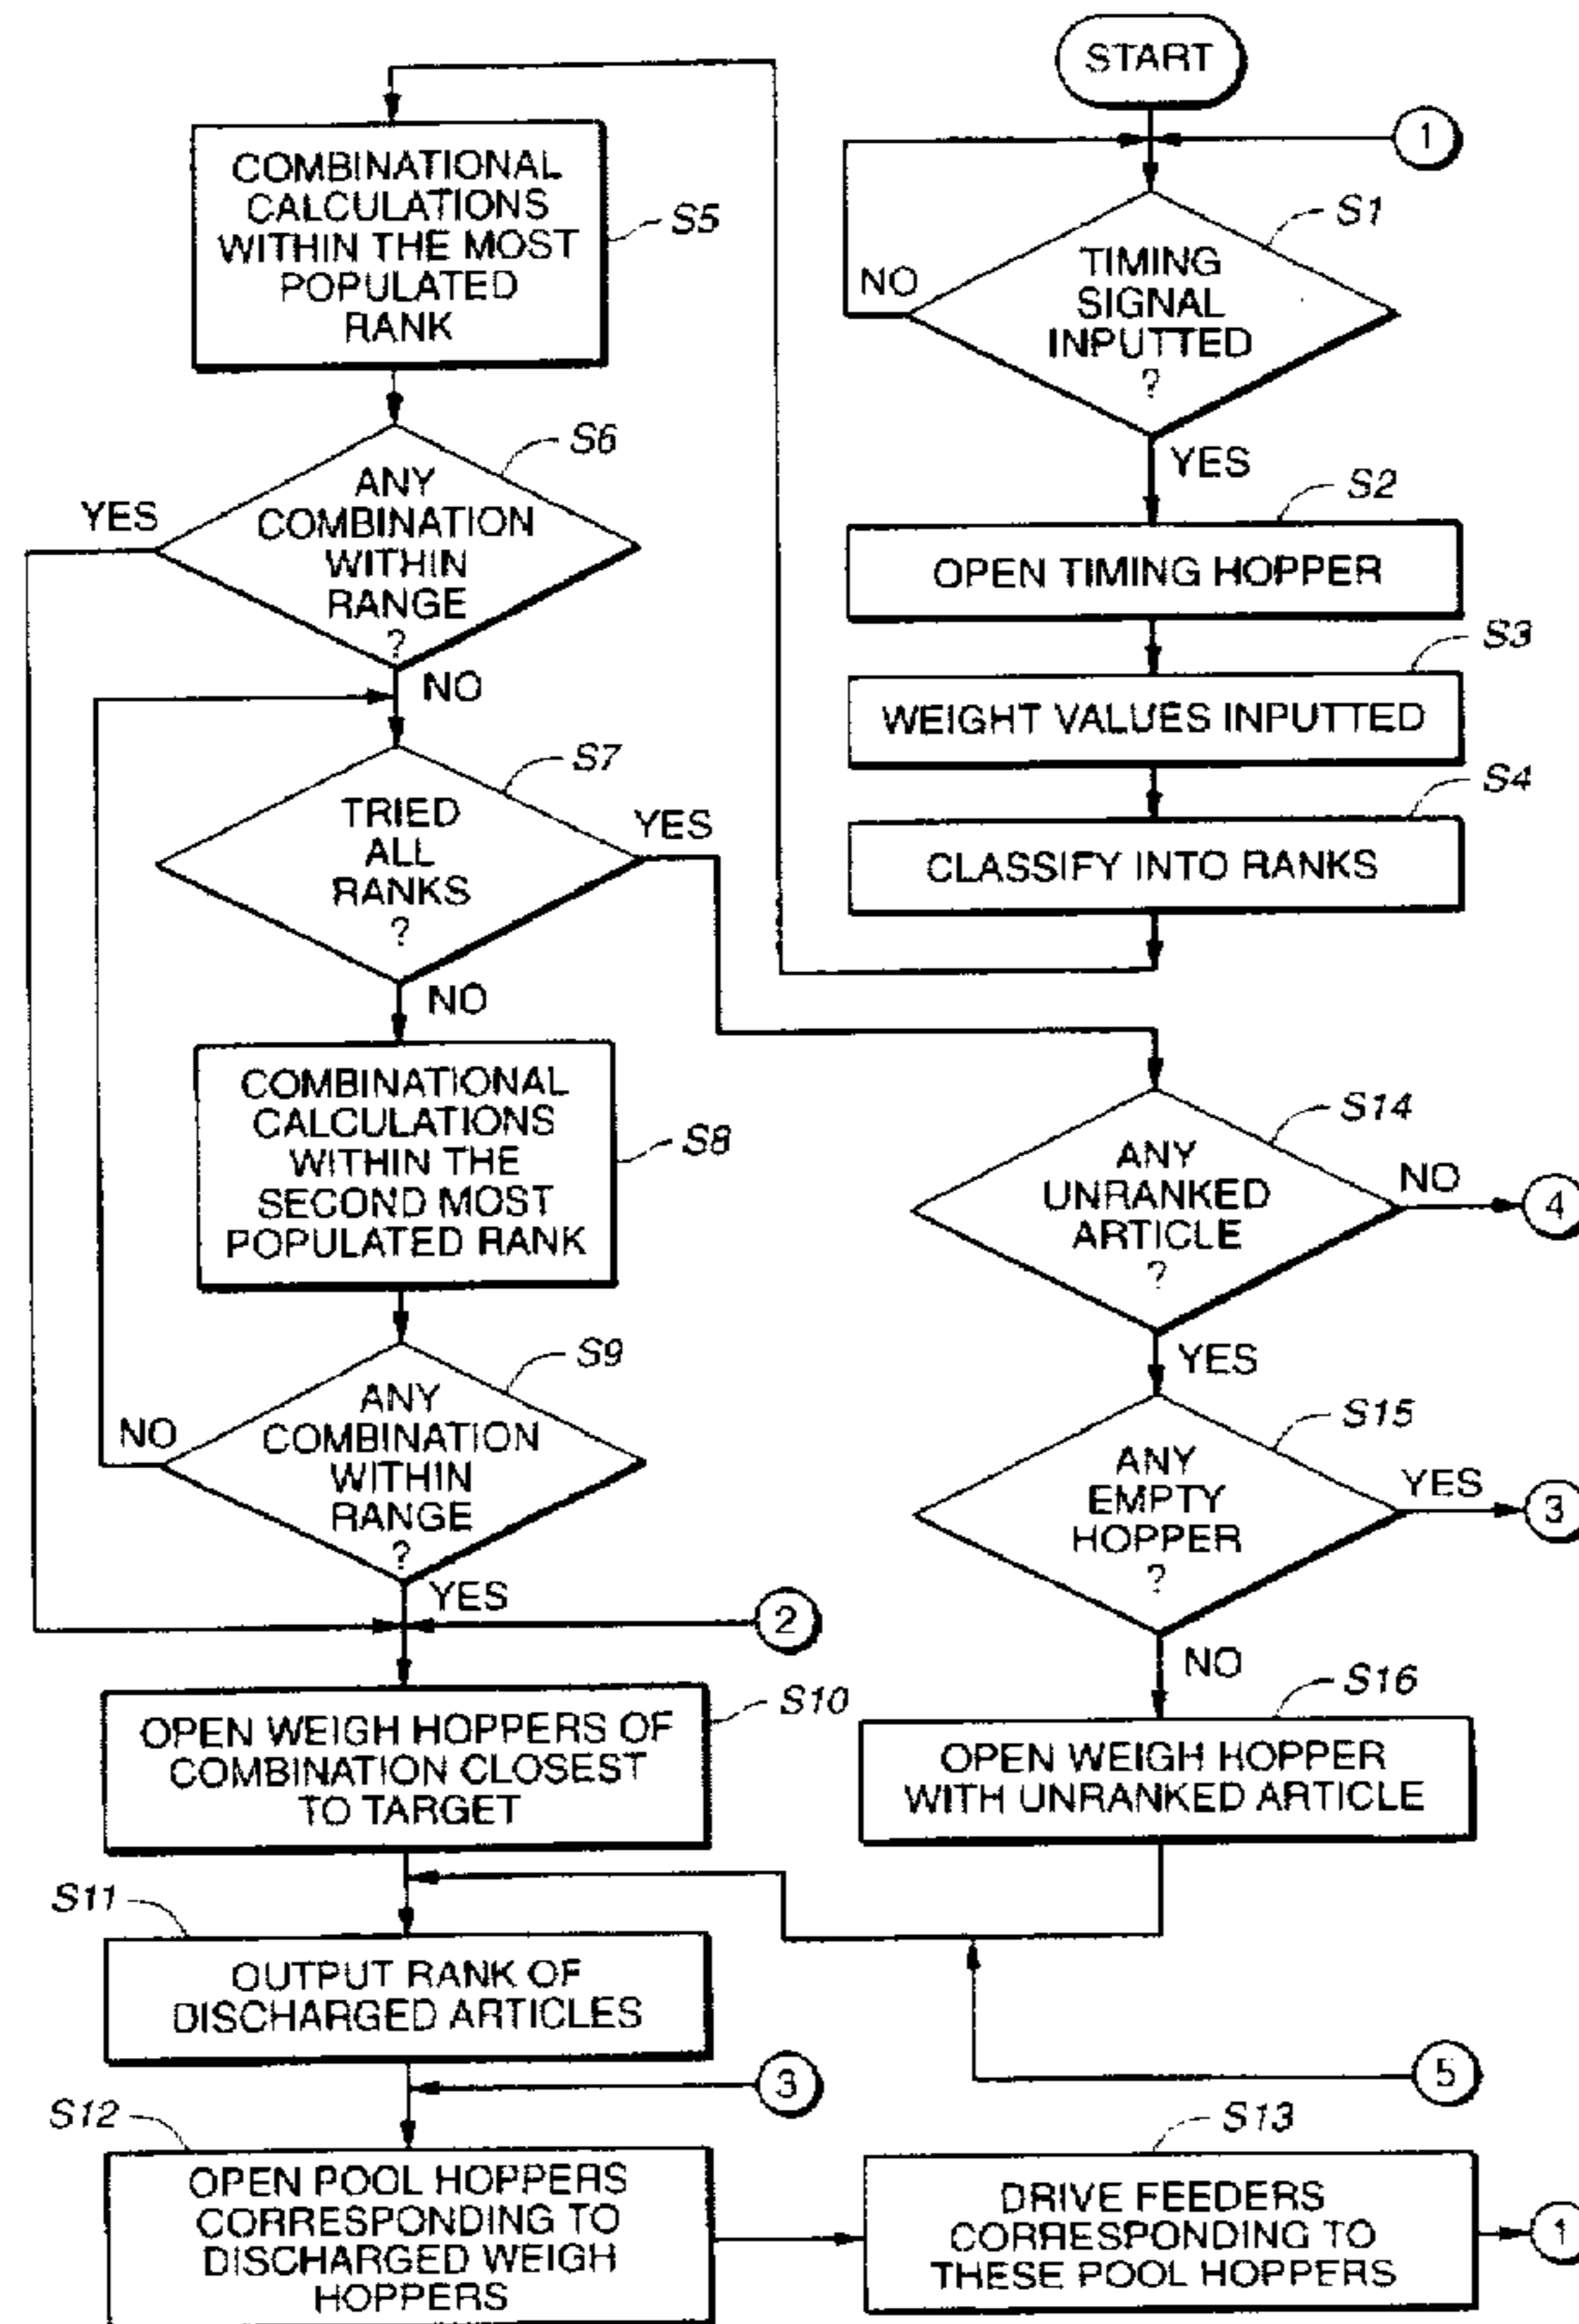 START
1
S1
TIMING
SIGNAL
INPUTTED
?
NO
YES
S2
OPEN TIMING HOPPER
S3
WEIGHT VALUES INPUTTED
S4
CLASSIFY INTO RANKS
COMBINATIONAL
CALCULATIONS
WITHIN THE MOST
POPULATED
RANK
S5
S6
ANY
COMBINATION
WITHIN
RANGE
?
YES
NO
S7
TRIED
ALL
RANKS
?
YES
NO
COMBINATIONAL
CALCULATIONS
WITHIN THE
SECOND MOST
POPULATED RANK
S8
S9
ANY
COMBINATION
WITHIN
RANGE
?
NO
YES
2
S10
OPEN WEIGH HOPPERS OF
COMBINATION CLOSEST
TO TARGET
S11
OUTPUT RANK OF
DISCHARGED ARTICLES
3
S12
OPEN POOL HOPPERS
CORRESPONDING TO
DISCHARGED WEIGH
HOPPERS
S13
DRIVE FEEDERS
CORRESPONDING TO
THESE POOL HOPPERS
1
S14
ANY
UNRANKED
ARTICLE
?
NO
4
YES
S15
ANY
EMPTY
HOPPER
?
YES
3
NO
S16
OPEN WEIGH HOPPER
WITH UNRANKED ARTICLE
5